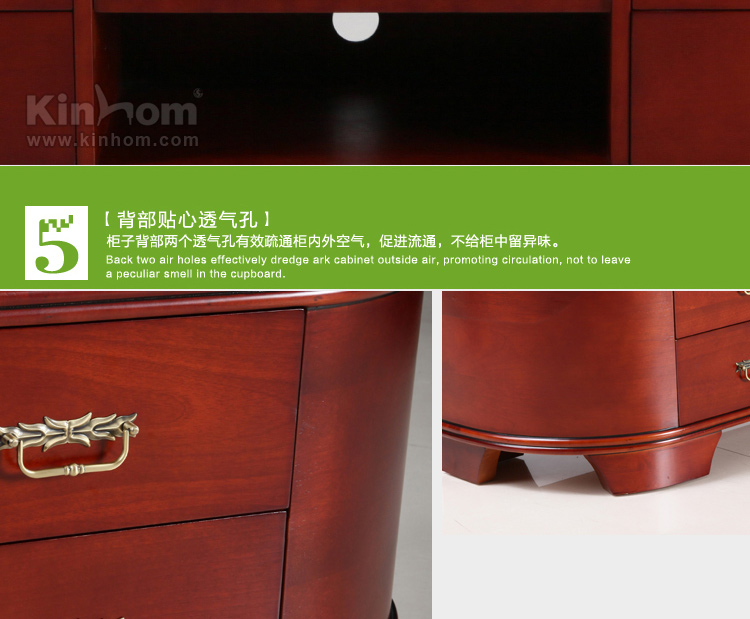 Kinhom
www.kinhom.com
5
【背部贴心透气孔】
柜子背部两个透气孔有效疏通柜内外空气，促进流通，不给柜中留异味。
Back two air holes effectively dredge ark cabinet outside air, promoting circulation, not to leave
a peculiar smell in the cupboard.